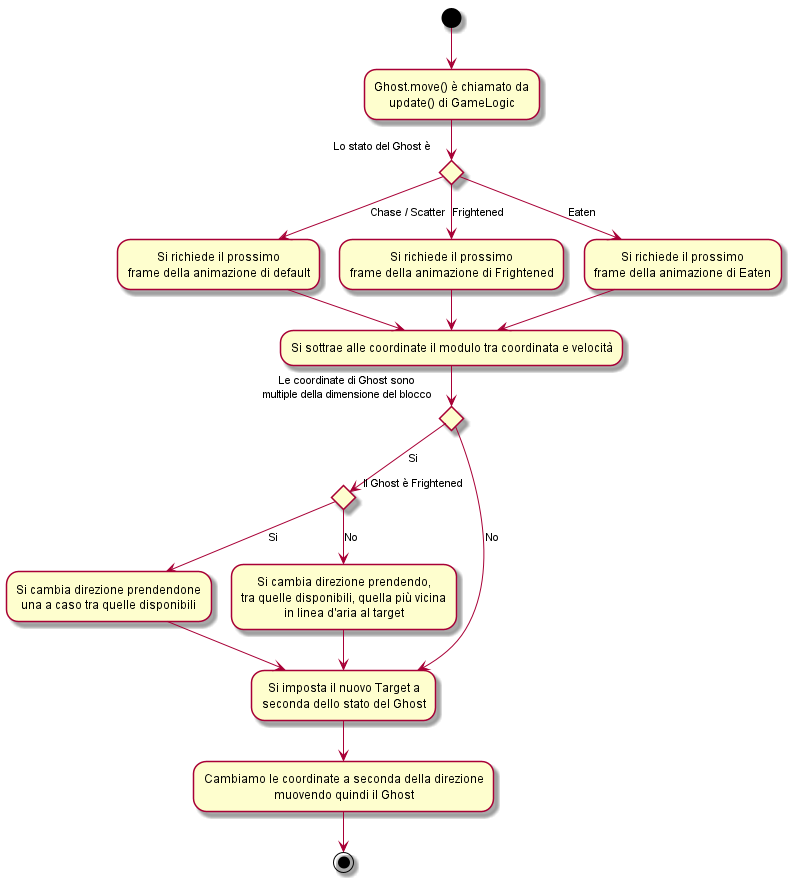 Ghost.move() è chiamato da
update() di GameLogic
Lo stato del Ghost è
Chase / Scatter
Frightened
Eaten
Si richiede il prossimo
frame della animazione di default
Si richiede il prossimo
frame della animazione di Frightened
Si richiede il prossimo
frame della animazione di Eaten
Si sottrae alle coordinate il modulo tra coordinata e velocità
Le coordinate di Ghost sono
multiple della dimensione del blocco
Si
Il Ghost è Frightened
Si
No
No
Si cambia direzione prendendone
una a caso tra quelle disponibili
Si cambia direzione prendendo,
tra quelle disponibili, quella più vicina
in linea d'aria al target
Si imposta il nuovo Target a
seconda dello stato del Ghost
Cambiamo le coordinate a seconda della direzione
muovendo quindi il Ghost